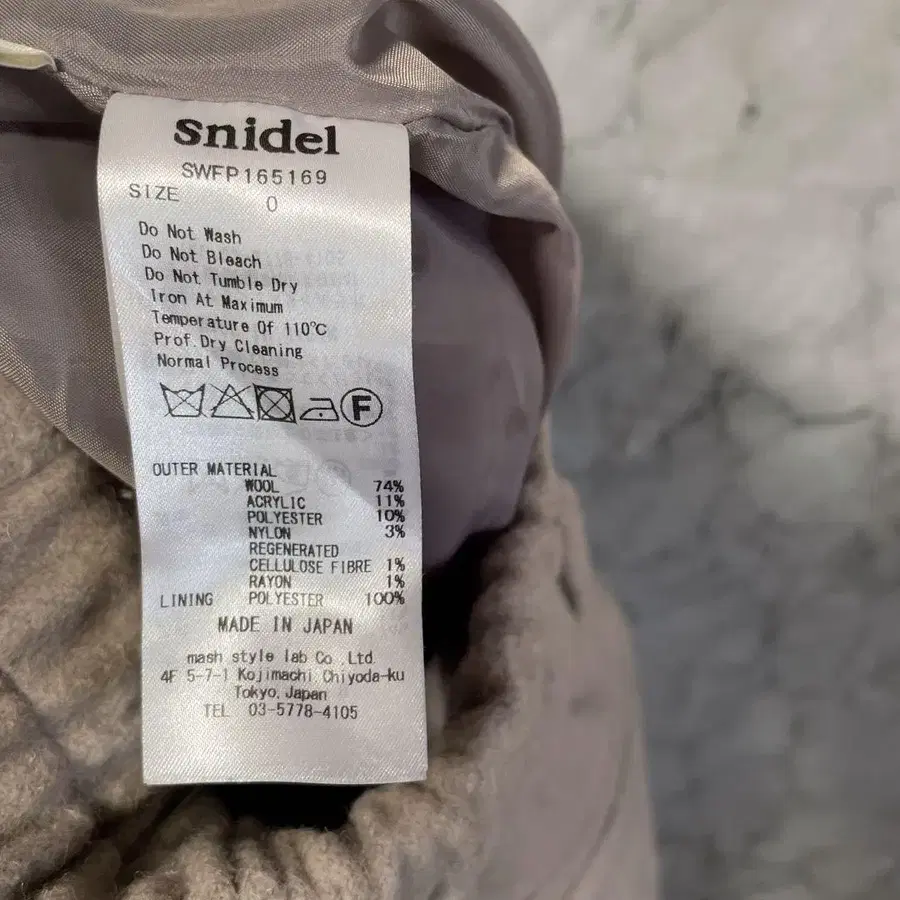 snidel
SWFP165169
SIZE 0
Do Not Wash
Do Not Bleach
Do Not Tumble Dry
Iron At Maximum
Temperature Of 110℃
Prof.Dry Cleaning
Normal Process
F
OUTER MATERIAL
WOOL 74%
ACRYLIC 11%
POLYESTER 10%
NYLON 3%
REGENERATED
CELLULOSE FIBRE 1%
RAYON 1%
LINING POLYESTER 100%
MADE IN JAPAN
mash style lab Co.,Ltd.
4F 5-7-1 Kojimachi Chiyoda-ku
Tokyo,Japan
TEL 03-5778-4105